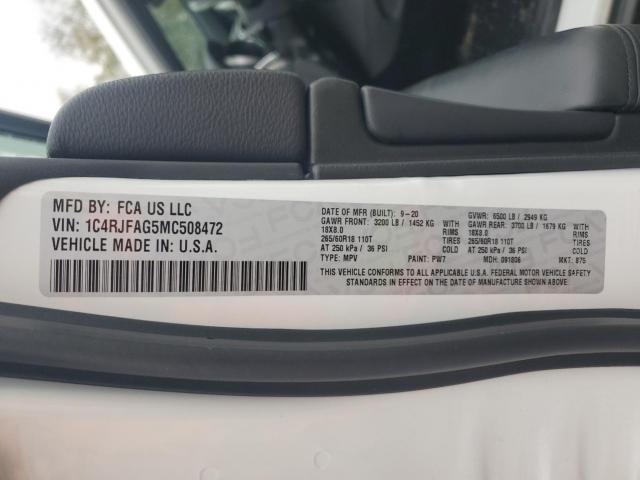 MFD BY: FCA US LLC
VIN: 1C4RJFAG5MC508472
VEHICLE MADE IN: U.S.A.
DATE OF MFR (BUILT): 9-20 GVWR: 6500 LB / 2949 KG
GAWR FRONT: 3200 LB / 1452 KG GAWR REAR: 3700 LB / 1679 KG
18X8.0 RIMS 18X8.0 RIMS
265/60R18 110T TIRES 265/60R18 110T TIRES
AT 250 kPa / 36 PSI COLD AT 250 kPa / 36 PSI COLD
TYPE: MPV PAINT: PW7 MDH: 091806 MKT: 875
THIS VEHICLE CONFORMS TO ALL APPLICABLE U.S.A. FEDERAL MOTOR VEHICLE SAFETY
STANDARDS IN EFFECT ON THE DATE OF MANUFACTURE SHOWN ABOVE.